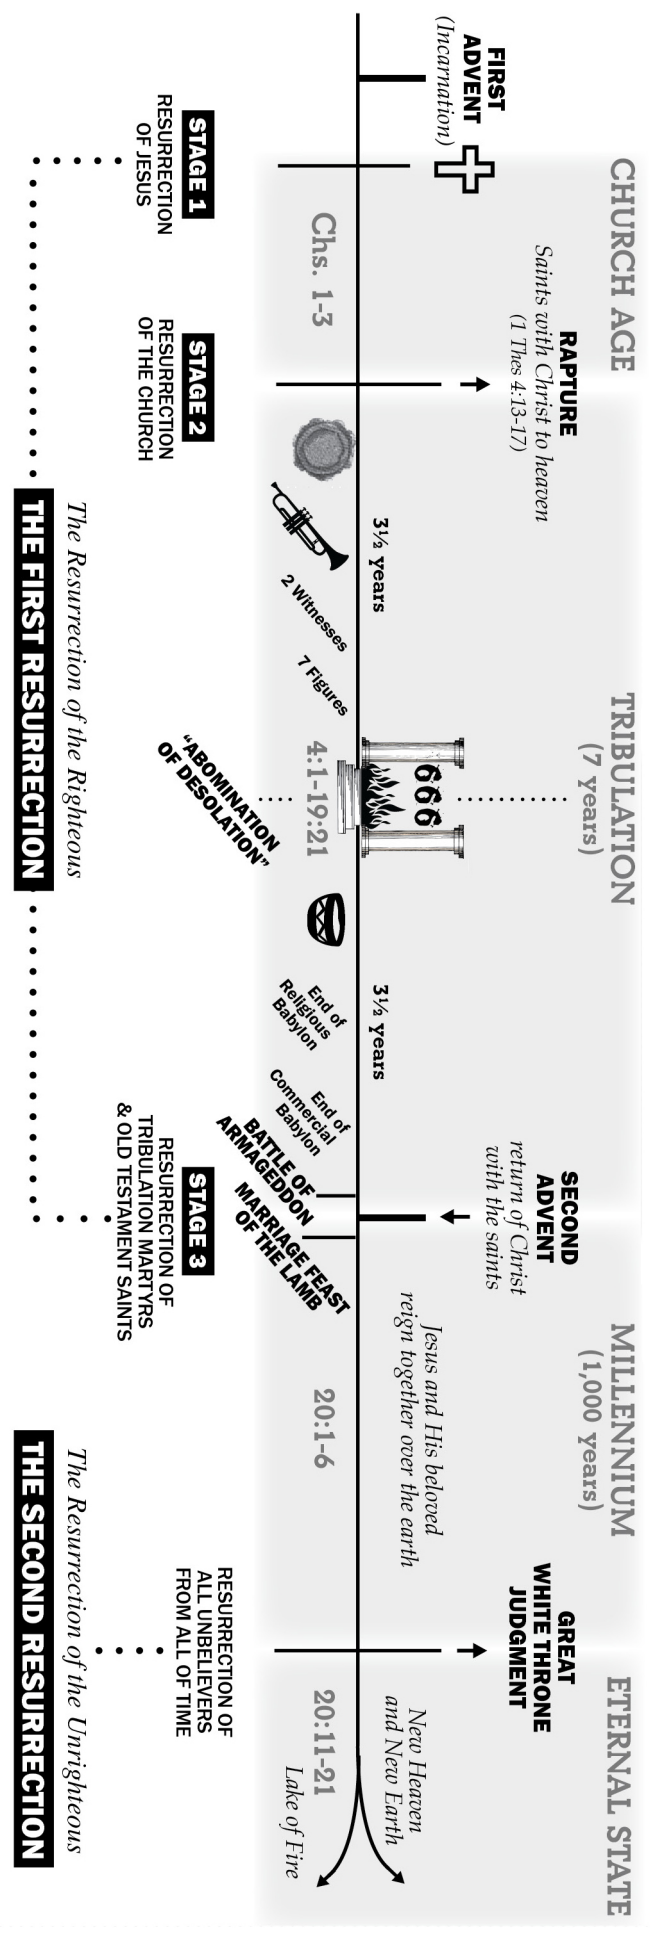 CHURCH AGE
TRIBULATION
(7 years)
MILLENNIUM
(1,000 years)
ETERNAL STATE
FIRST
ADVENT
(Incarnation)
RAPTURE
Saints with Christ to heaven
(1 Thes 4:13-17)
666
SECOND
ADVENT
return of Christ
with the saints
Jesus and His beloved
reign together over the earth
GREAT
WHITE THRONE
JUDGMENT
New Heaven
and New Earth
3½ years
3½ years
Chs. 1-3
2 Witnesses
7 Figures
4:1-19:21
End of
Religious
Babylon
End of
Commercial
Babylon
BATTLE OF
ARMAGEDDON
MARRIAGE FEAST
OF THE LAMB
20:1-6
20:11-21
Lake of Fire
"ABOMINATION
OF DESOLATION"
STAGE 1
RESURRECTION
OF JESUS
STAGE 2
RESURRECTION
OF THE CHURCH
STAGE 3
RESURRECTION OF
TRIBULATION MARTYRS
& OLD TESTAMENT SAINTS
RESURRECTION OF
ALL UNBELIEVERS
FROM ALL OF TIME
The Resurrection of the Righteous
THE FIRST RESURRECTION
The Resurrection of the Unrighteous
THE SECOND RESURRECTION